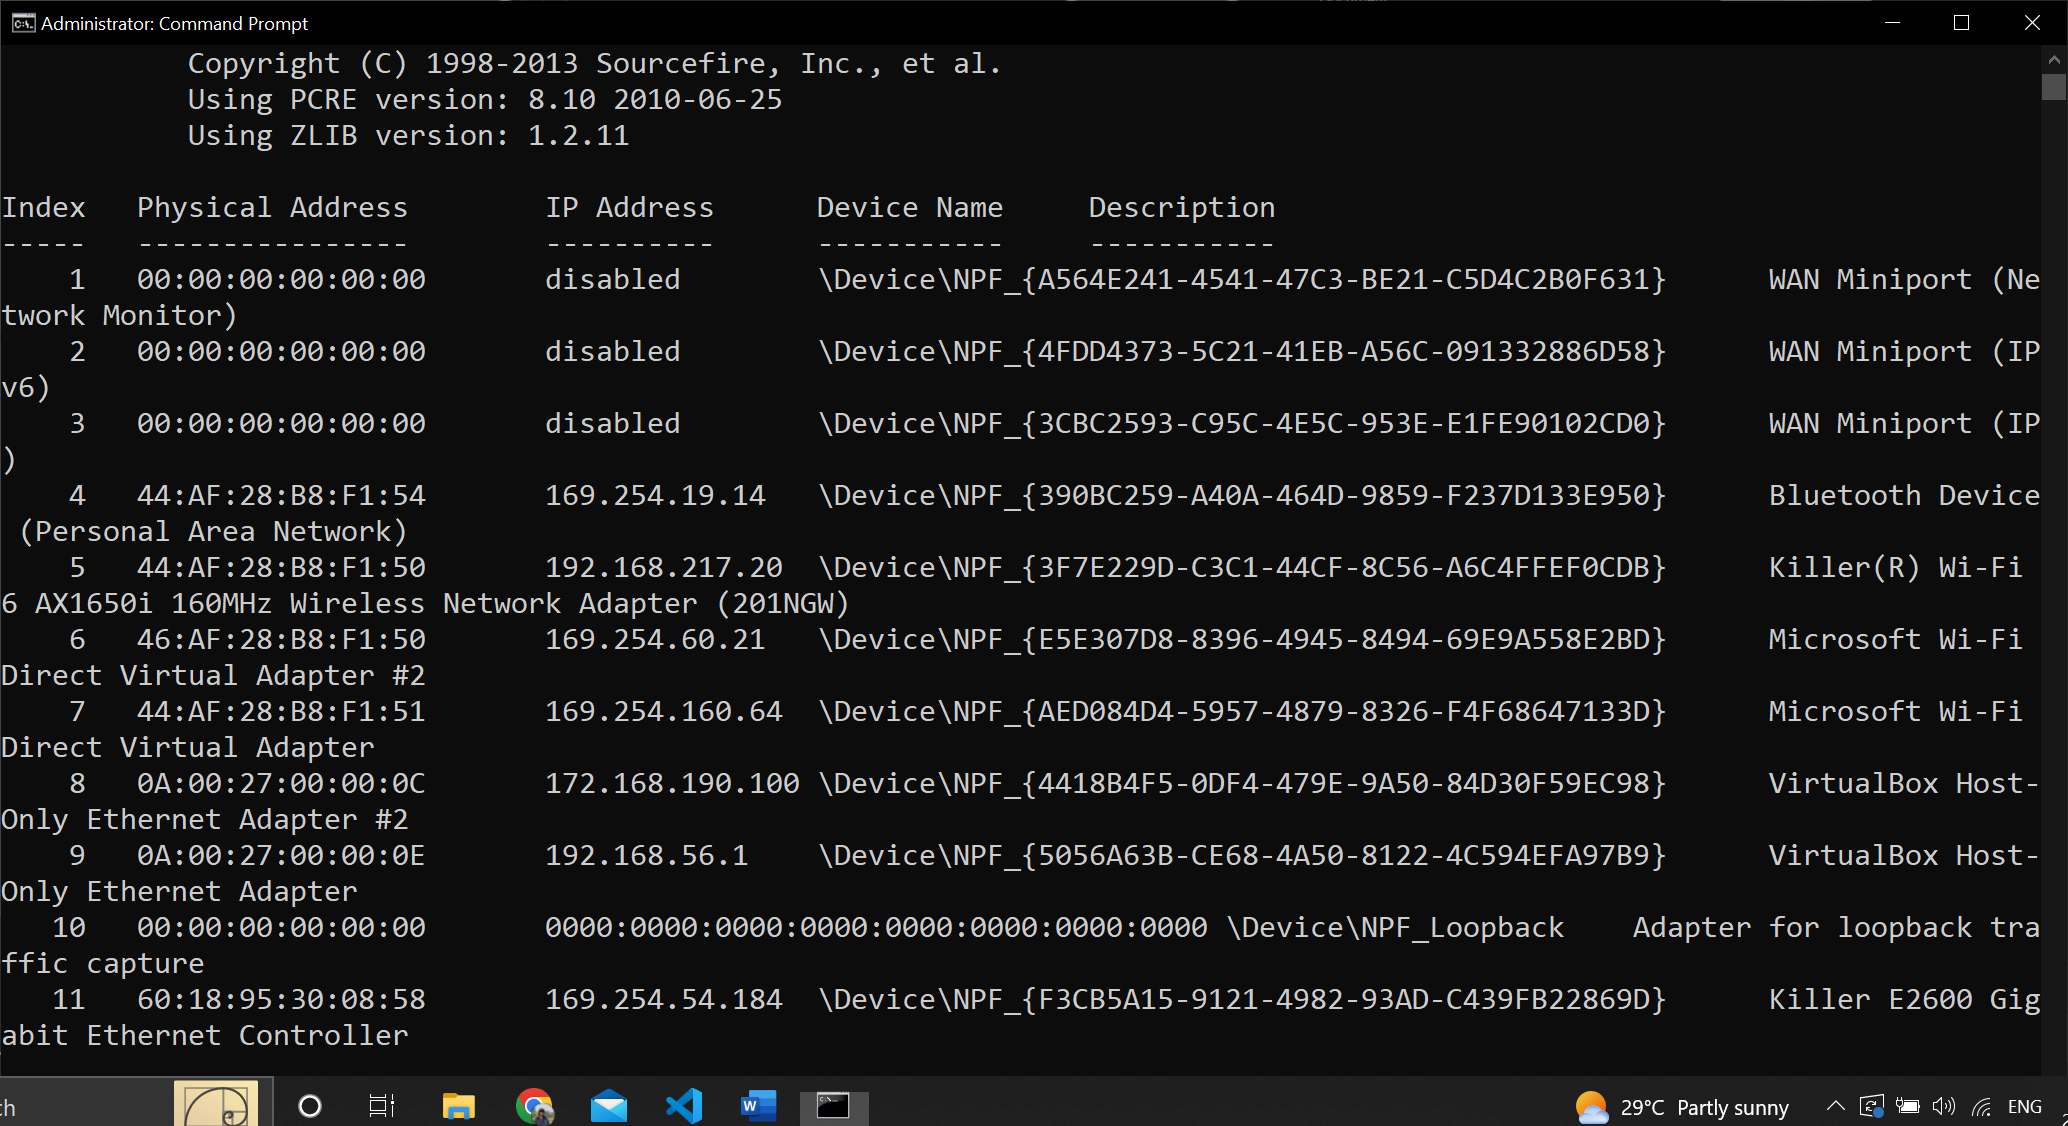 Administrator: Command Prompt
Copyright (C) 1998-2013 Sourcefire, Inc., et al.
Using PCRE version: 8.10 2010-06-25
Using ZLIB version: 1.2.11
Index   Physical Address        IP Address      Device Name     Description
-----   ----------------        ----------      -----------     -----------
    1   00:00:00:00:00:00       disabled        \Device\NPF_{A564E241-4541-47C3-BE21-C5D4C2B0F631}      WAN Miniport (Ne
twork Monitor)
    2   00:00:00:00:00:00       disabled        \Device\NPF_{4FDD4373-5C21-41EB-A56C-091332886D58}      WAN Miniport (IP
v6)
    3   00:00:00:00:00:00       disabled        \Device\NPF_{3CBC2593-C95C-4E5C-953E-E1FE90102CD0}      WAN Miniport (IP
)
    4   44:AF:28:B8:F1:54       169.254.19.14   \Device\NPF_{390BC259-A40A-464D-9859-F237D133E950}      Bluetooth Device
 (Personal Area Network)
    5   44:AF:28:B8:F1:50       192.168.217.20  \Device\NPF_{3F7E229D-C3C1-44CF-8C56-A6C4FFEF0CDB}      Killer(R) Wi-Fi
6 AX1650i 160MHz Wireless Network Adapter (201NGW)
    6   46:AF:28:B8:F1:50       169.254.60.21   \Device\NPF_{E5E307D8-8396-4945-8494-69E9A558E2BD}      Microsoft Wi-Fi
Direct Virtual Adapter #2
    7   44:AF:28:B8:F1:51       169.254.160.64  \Device\NPF_{AED084D4-5957-4879-8326-F4F68647133D}      Microsoft Wi-Fi
Direct Virtual Adapter
    8   0A:00:27:00:00:0C       172.168.190.100 \Device\NPF_{4418B4F5-0DF4-479E-9A50-84D30F59EC98}      VirtualBox Host-
Only Ethernet Adapter #2
    9   0A:00:27:00:00:0E       192.168.56.1    \Device\NPF_{5056A63B-CE68-4A50-8122-4C594EFA97B9}      VirtualBox Host-
Only Ethernet Adapter
   10   00:00:00:00:00:00       0000:0000:0000:0000:0000:0000:0000:0000 \Device\NPF_Loopback    Adapter for loopback tra
ffic capture
   11   60:18:95:30:08:58       169.254.54.184  \Device\NPF_{F3CB5A15-9121-4982-93AD-C439FB22869D}      Killer E2600 Gig
abit Ethernet Controller
ch 29°C Partly sunny ENG